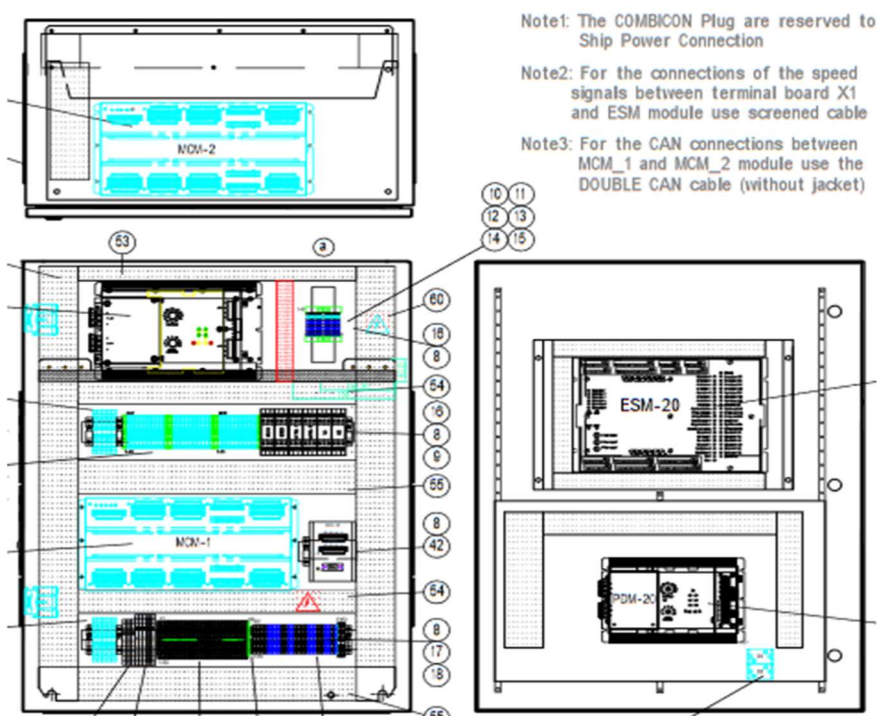 Note1: The COMBICON Plug are reserved to
Ship Power Connection
Note2: For the connections of the speed
signals between terminal board X1
and ESM module use screened cable
Note3: For the CAN connections between
MCM_1 and MCM_2 module use the
DOUBLE CAN cable (without jacket)
MCM-2
10 11
12 13
14 15
53
a
60
16
8
54
16
8
9
55
8
42
54
8
17
18
55
MCM-1
ESM-20
PDM-20